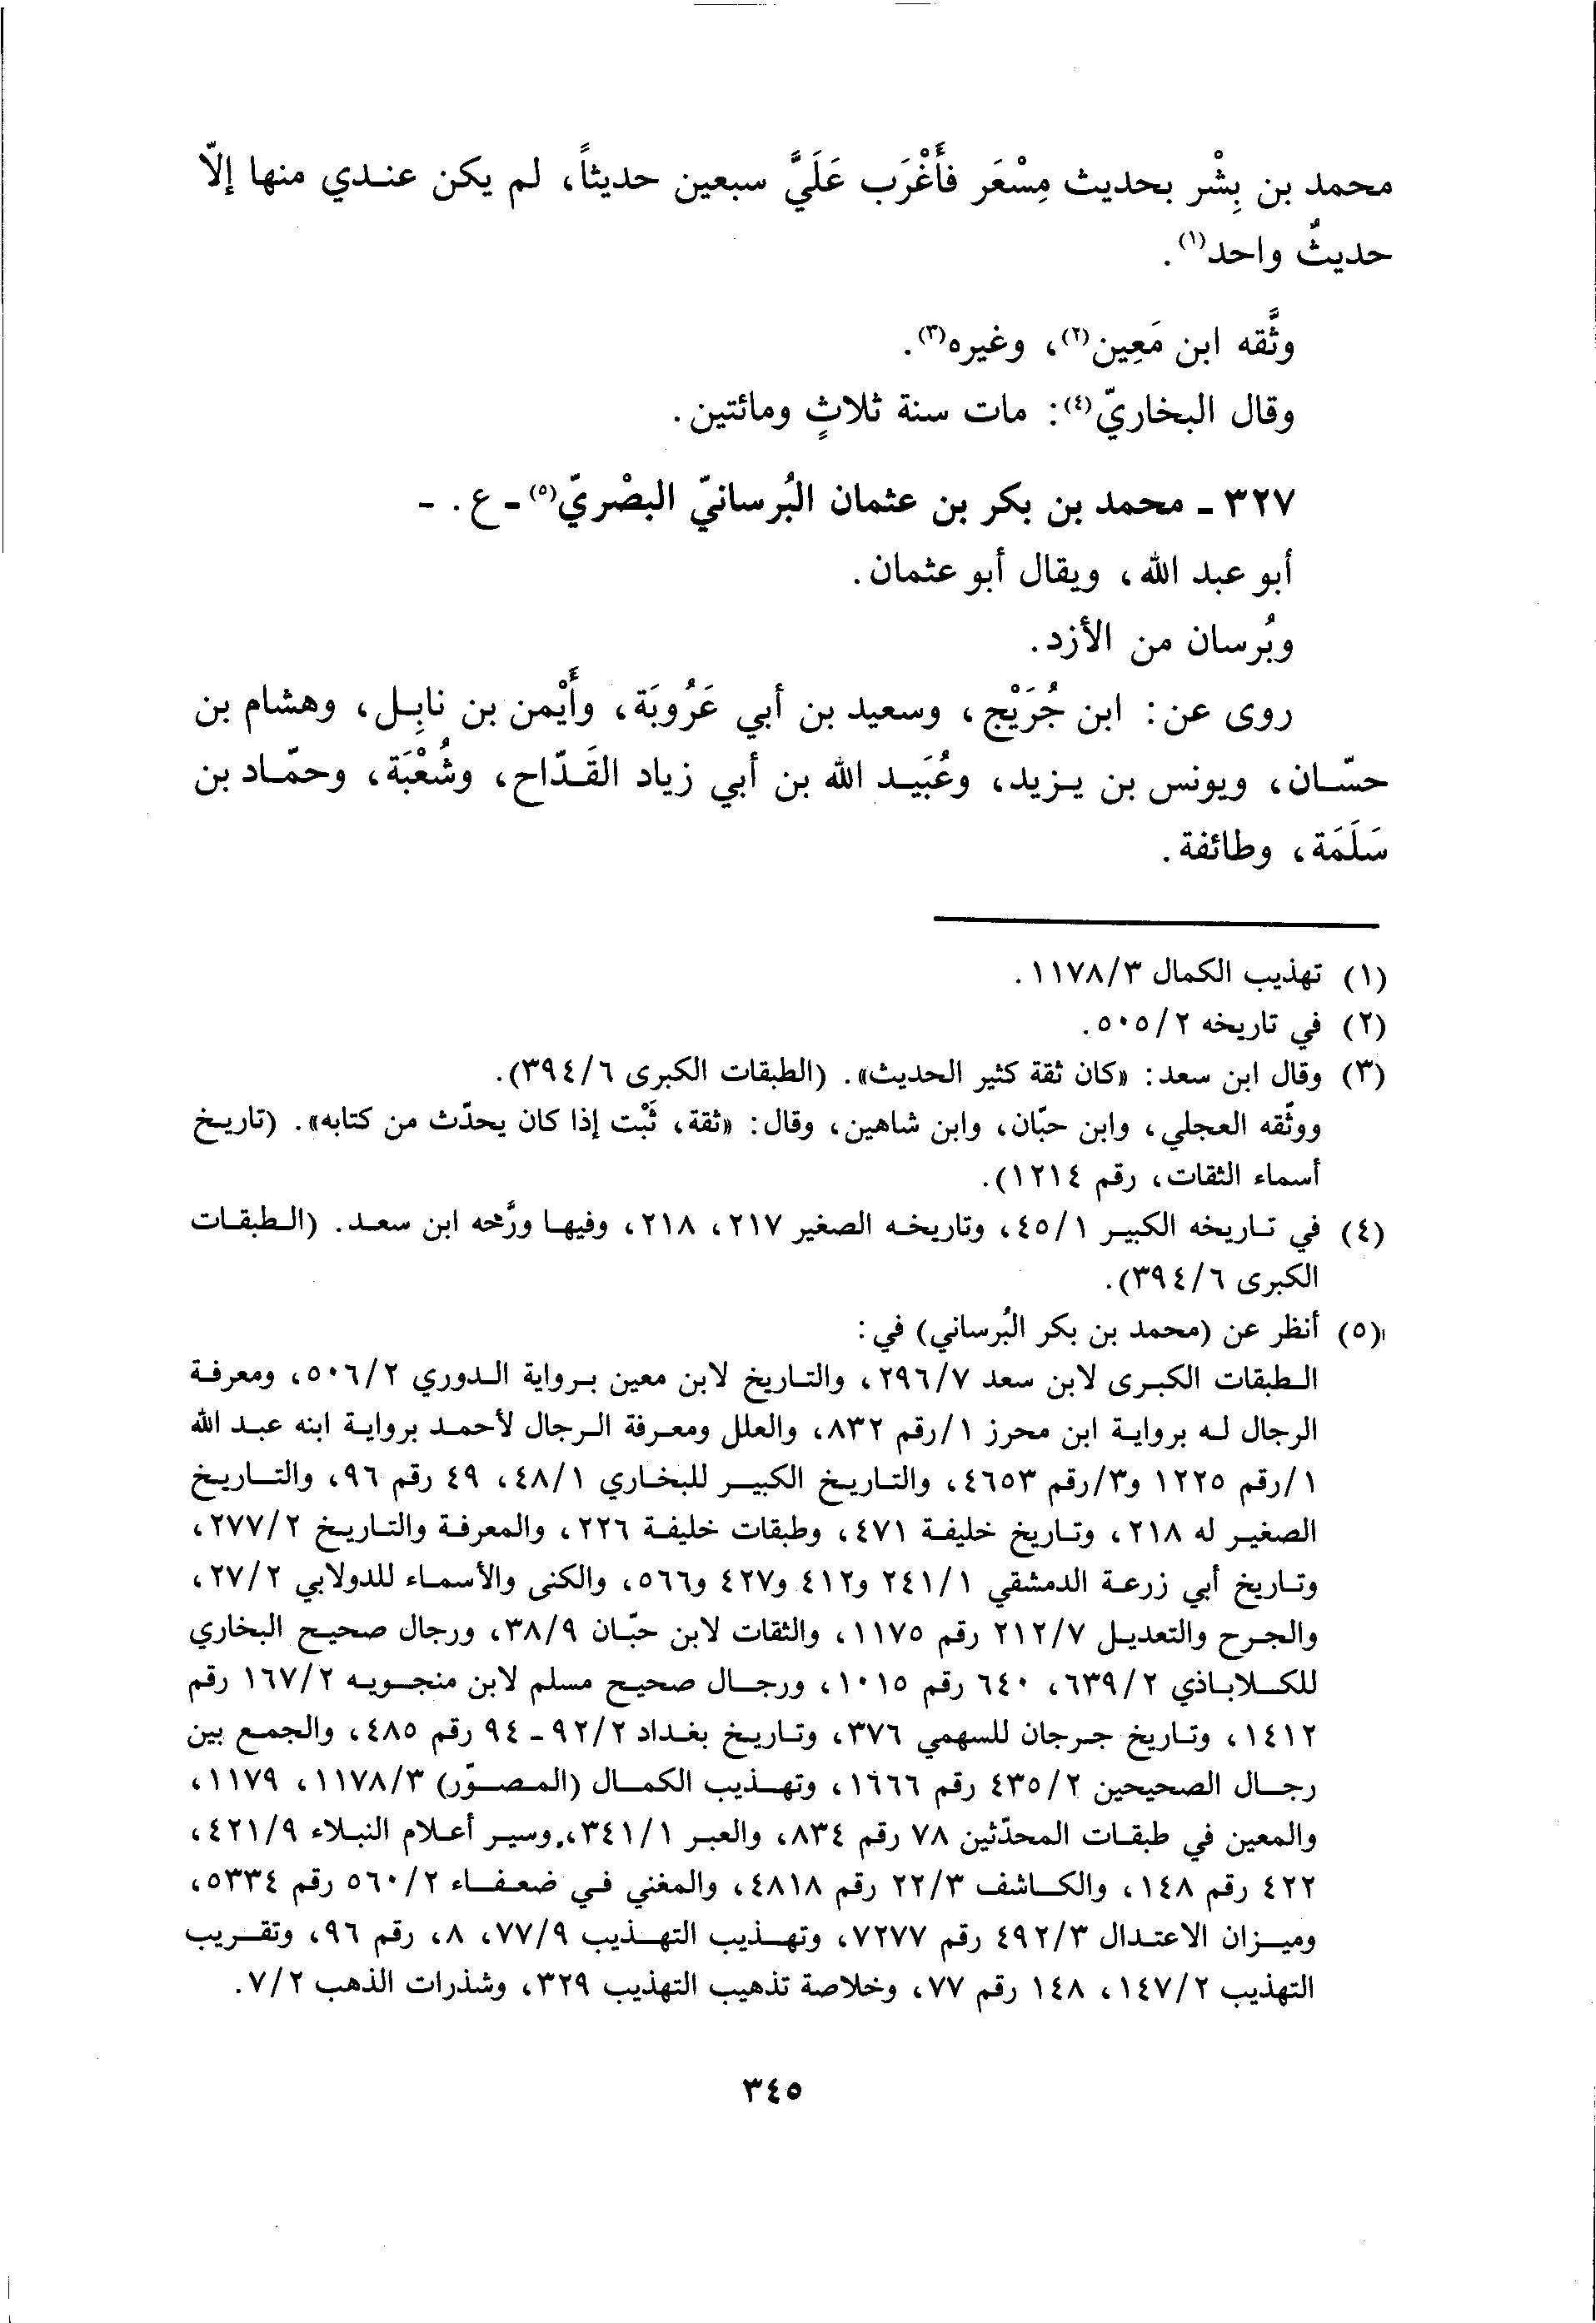 محمد بن بِشْر بحديث مِسْعَر فأَغْرَب عَلَيَّ سبعين حديثاً، لم يكن عندي منها إلّا
حديثٌ واحد(١).
وثَّقه ابن مَعِين(٢)، وغيره(٣).
وقال البخاريّ(٤): مات سنة ثلاثٍ ومائتين.
٣٢٧ - محمد بن بكر بن عثمان البُرسانيّ البصْريّ(٥) - ع. -
أبو عبد الله، ويقال أبو عثمان.
وبُرسان من الأزد.
روى عن: ابن جُرَيْج، وسعيد بن أبي عَرُوبَة، وأَيْمن بن نابِل، وهشام بن
حسّان، ويونس بن يزيد، وعُبَيد الله بن أبي زياد القَدّاح، وشُعْبَة، وحمّاد بن
سَلَمَة، وطائفة.
(١) تهذيب الكمال ١١٧٨/٣.
(٢) في تاريخه ٥٠٥/٢.
(٣) وقال ابن سعد: «كان ثقة كثير الحديث». (الطبقات الكبرى ٣٩٤/٦).
ووثّقه العجلي، وابن حبّان، وابن شاهين، وقال: «ثقة، ثَبْت إذا كان يحدّث من كتابه». (تاريخ
أسماء الثقات، رقم ١٢١٤).
(٤) في تاريخه الكبير ٤٥/١، وتاريخه الصغير ٢١٧، ٢١٨، وفيها ورَّخه ابن سعد. (الطبقات
الكبرى ٣٩٤/٦).
(٥) أنظر عن (محمد بن بكر البُرساني) في:
الطبقات الكبرى لابن سعد ٢٩٦/٧، والتاريخ لابن معين برواية الدوري ٥٠٦/٢، ومعرفة
الرجال له برواية ابن محرز ١/رقم ٨٣٢، والعلل ومعرفة الرجال لأحمد برواية ابنه عبد الله
١/رقم ١٢٢٥ و٣/رقم ٤٦٥٣، والتاريخ الكبير للبخاري ٤٨/١، ٤٩ رقم ٩٦، والتاريخ
الصغير له ٢١٨، وتاريخ خليفة ٤٧١، وطبقات خليفة ٢٢٦، والمعرفة والتاريخ ٢٧٧/٢،
وتاريخ أبي زرعة الدمشقي ٢٤١/١ و٤١٢ و٤٢٧ و٥٦٦، والكنى والأسماء للدولابي ٢٧/٢،
والجرح والتعديل ٢١٢/٧ رقم ١١٧٥، والثقات لابن حبّان ٣٨/٩، ورجال صحيح البخاري
للكلاباذي ٦٣٩/٢، ٦٤٠ رقم ١٠١٥، ورجال صحيح مسلم لابن منجويه ١٦٧/٢ رقم
١٤١٢، وتاريخ جرجان للسهمي ٣٧٦، وتاريخ بغداد ٩٢/٢ - ٩٤ رقم ٤٨٥، والجمع بين
رجال الصحيحين ٤٣٥/٢ رقم ١٦٦٦، وتهذيب الكمال (المصوّر) ١١٧٨/٣، ١١٧٩،
والمعين في طبقات المحدّثين ٧٨ رقم ٨٣٤، والعبر ٣٤١/١، وسير أعلام النبلاء ٤٢١/٩،
٤٢٢ رقم ١٤٨، والكاشف ٢٢/٣ رقم ٤٨١٨، والمغني في ضعفاء ٥٦٠/٢ رقم ٥٣٣٤،
وميزان الاعتدال ٤٩٢/٣ رقم ٧٢٧٧، وتهذيب التهذيب ٧٧/٩، ٨، رقم ٩٦، وتقريب
التهذيب ١٤٧/٢، ١٤٨ رقم ٧٧، وخلاصة تذهيب التهذيب ٣٢٩، وشذرات الذهب ٧/٢.
٣٤٥